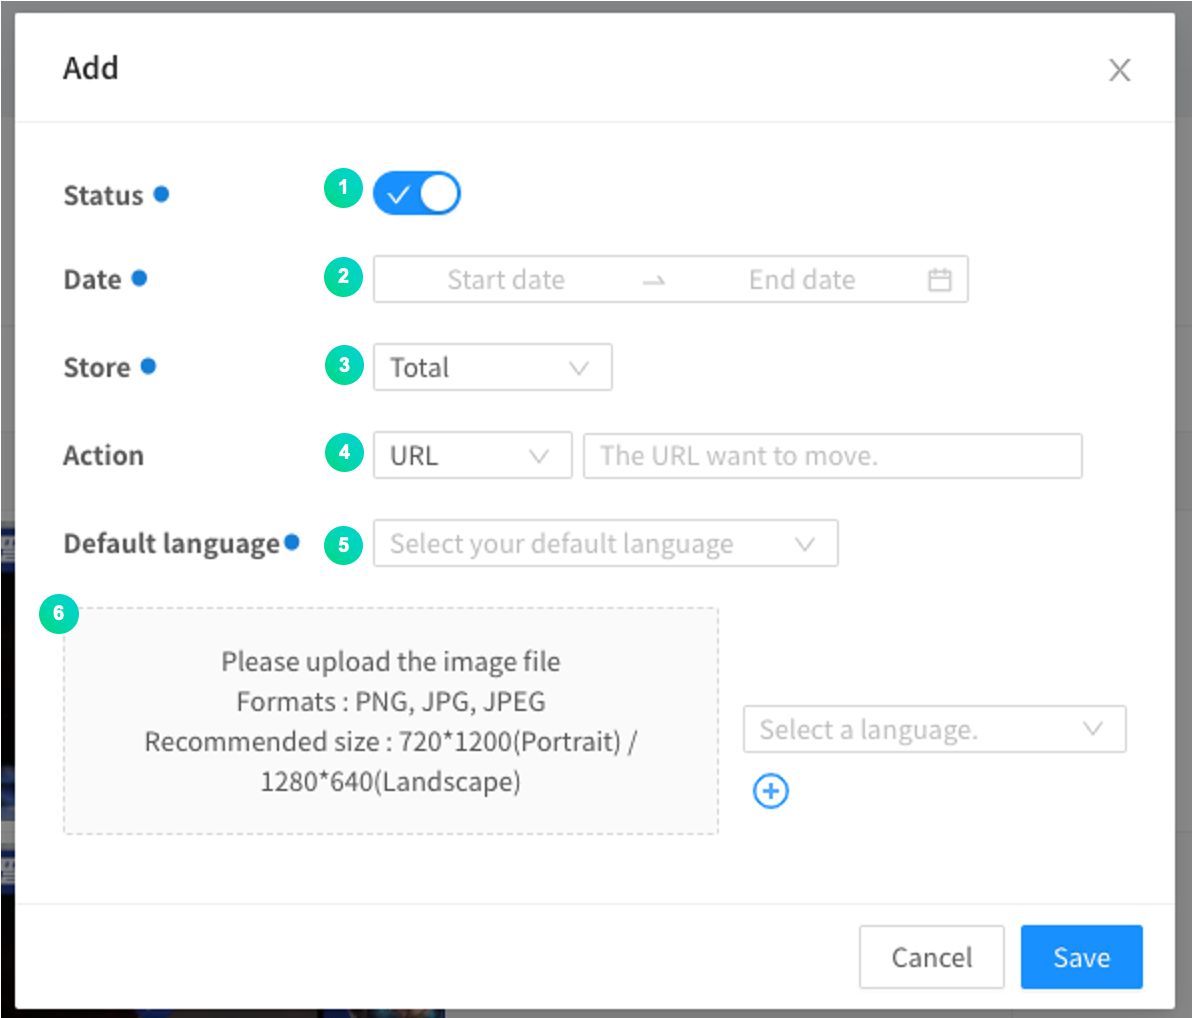 Add
Status 1
Date 2 Start date End date
Store 3 Total
Action 4 URL The URL want to move.
Default language 5 Select your default language
6
Please upload the image file
Formats : PNG, JPG, JPEG
Recommended size : 720*1200(Portrait) /
1280*640(Landscape)
Select a language.
Cancel Save